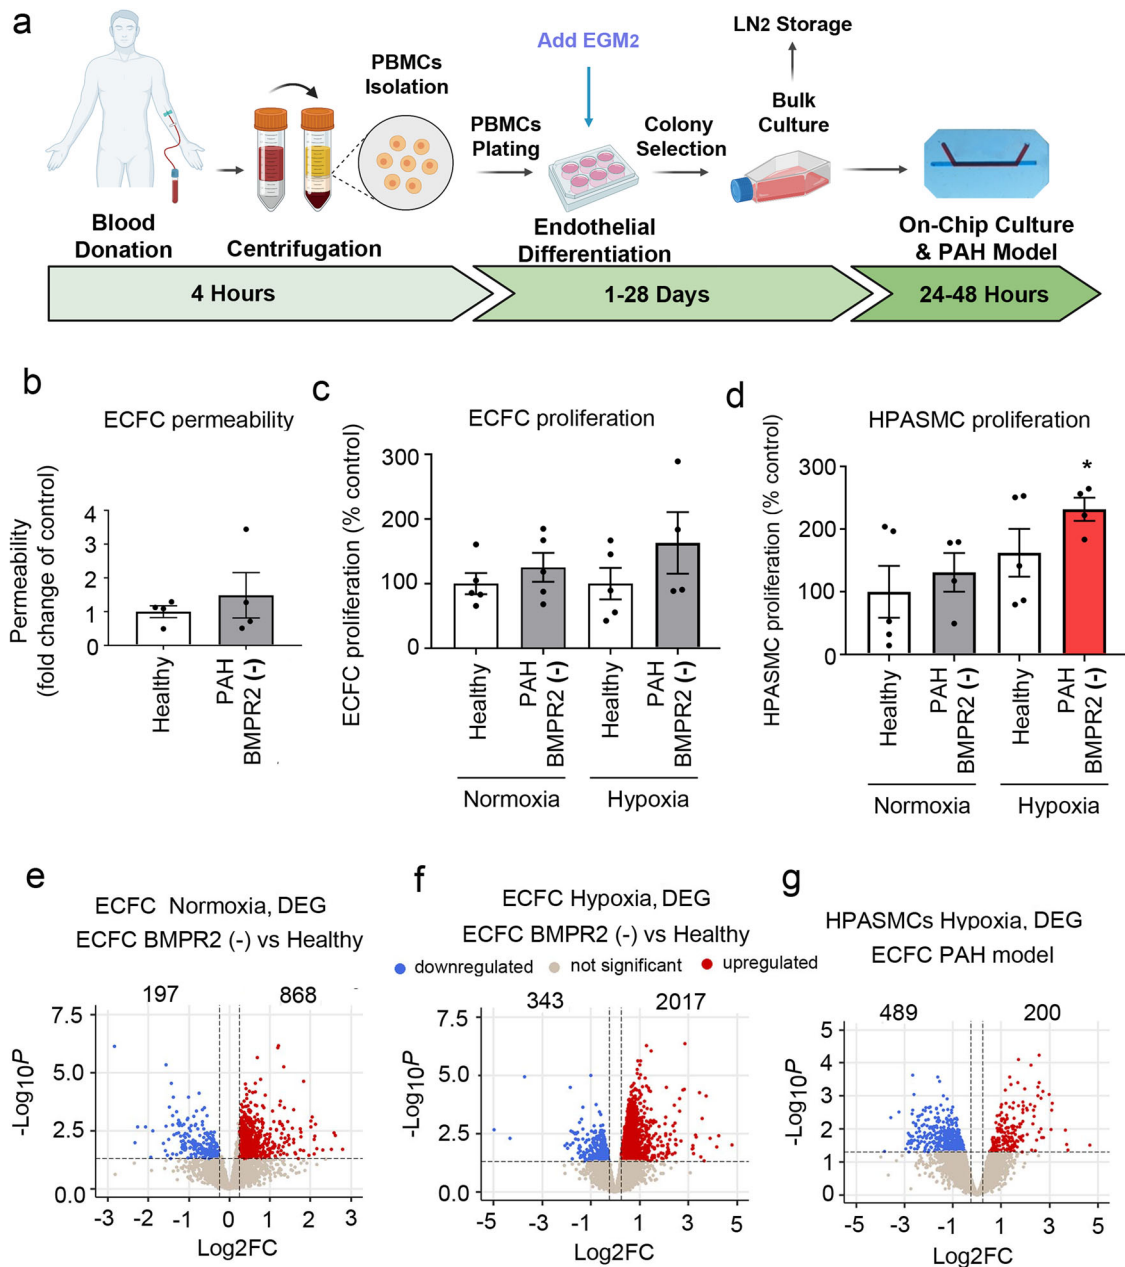 a
LN2 Storage
Add EGM2
PBMCs
Isolation
PBMCs
Plating
Colony
Selection
Bulk
Culture
Blood
Donation
Centrifugation
Endothelial
Differentiation
On-Chip Culture
& PAH Model
4 Hours
1-28 Days
24-48 Hours
b
ECFC permeability
Permeability
(fold change of control)
4
3
2
1
0
Healthy
PAH
BMPR2 (-)
c
ECFC proliferation
ECFC proliferation (% control)
300
200
100
0
Healthy
PAH
BMPR2 (-)
Healthy
PAH
BMPR2 (-)
Normoxia
Hypoxia
d
HPASMC proliferation
HPASMC proliferation (% control)
300
200
100
0
*
Healthy
PAH
BMPR2 (-)
Healthy
PAH
BMPR2 (-)
Normoxia
Hypoxia
e
ECFC Normoxia, DEG
ECFC BMPR2 (-) vs Healthy
197
868
-Log10P
7.5
5.0
2.5
0.0
-3 -2 -1 0 1 2 3
Log2FC
f
ECFC Hypoxia, DEG
ECFC BMPR2 (-) vs Healthy
downregulated not significant upregulated
343
2017
-Log10P
7.5
5.0
2.5
0.0
-5 -3 -1 1 3 5
Log2FC
g
HPASMCs Hypoxia, DEG
ECFC PAH model
489
200
-Log10P
5
4
3
2
1
0
-5 -3 -1 1 3 5
Log2FC